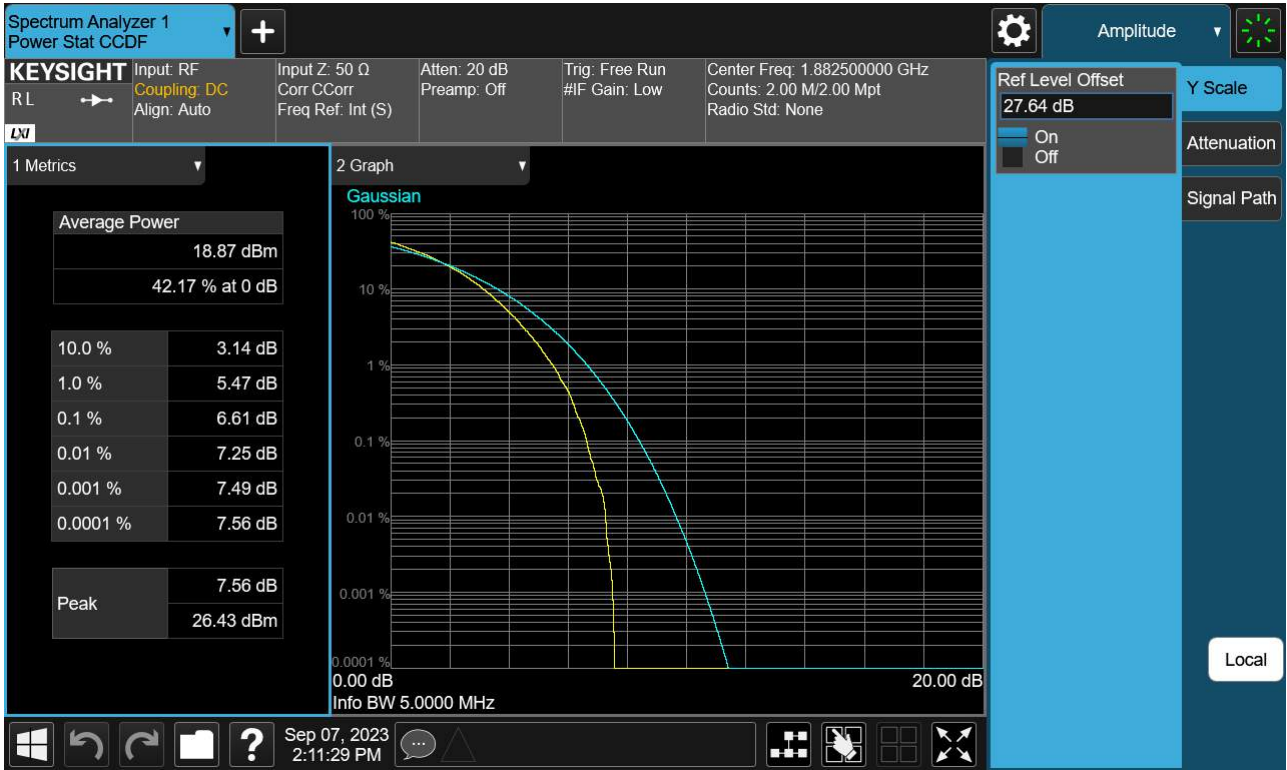 Spectrum Analyzer 1
Power Stat CCDF
Amplitude
KEYSIGHT
R L
LXI
Input: RF
Coupling: DC
Align: Auto
Input Z: 50 Ω
Corr CCorr
Freq Ref: Int (S)
Atten: 20 dB
Preamp: Off
Trig: Free Run
#IF Gain: Low
Center Freq: 1.882500000 GHz
Counts: 2.00 M/2.00 Mpt
Radio Std: None
Ref Level Offset
27.64 dB
On
Off
Y Scale
Attenuation
Signal Path
Local
1 Metrics
Average Power
18.87 dBm
42.17 % at 0 dB
10.0 % 3.14 dB
1.0 % 5.47 dB
0.1 % 6.61 dB
0.01 % 7.25 dB
0.001 % 7.49 dB
0.0001 % 7.56 dB
Peak
7.56 dB
26.43 dBm
2 Graph
Gaussian
100 %
10 %
1 %
0.1 %
0.01 %
0.001 %
0.0001 %
0.00 dB 20.00 dB
Info BW 5.0000 MHz
?
Sep 07, 2023
2:11:29 PM